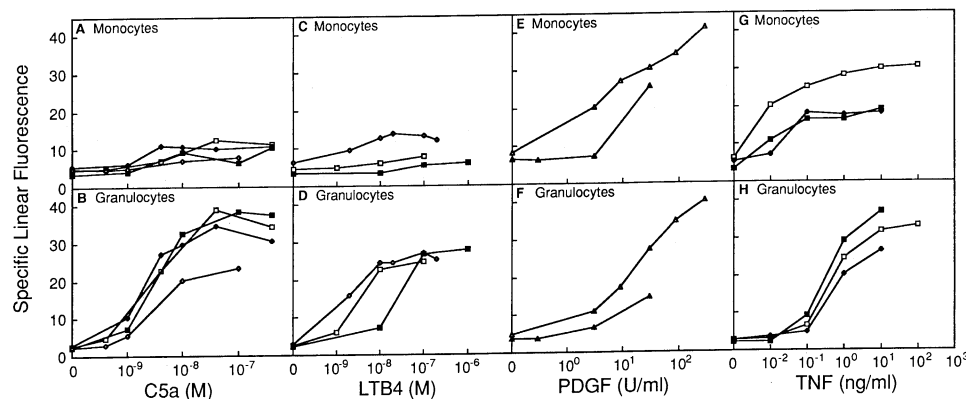 A Monocytes
C Monocytes
E Monocytes
G Monocytes
40
30
20
10
0
B Granulocytes
D Granulocytes
F Granulocytes
H Granulocytes
40
30
20
10
0
Specific Linear Fluorescence
0 10⁻⁹ 10⁻⁸ 10⁻⁷
C5a (M)
0 10⁻⁹ 10⁻⁸ 10⁻⁷ 10⁻⁶
LTB4 (M)
0 10⁰ 10¹ 10²
PDGF (U/ml)
0 10⁻² 10⁻¹ 10⁰ 10¹ 10² 10³
TNF (ng/ml)